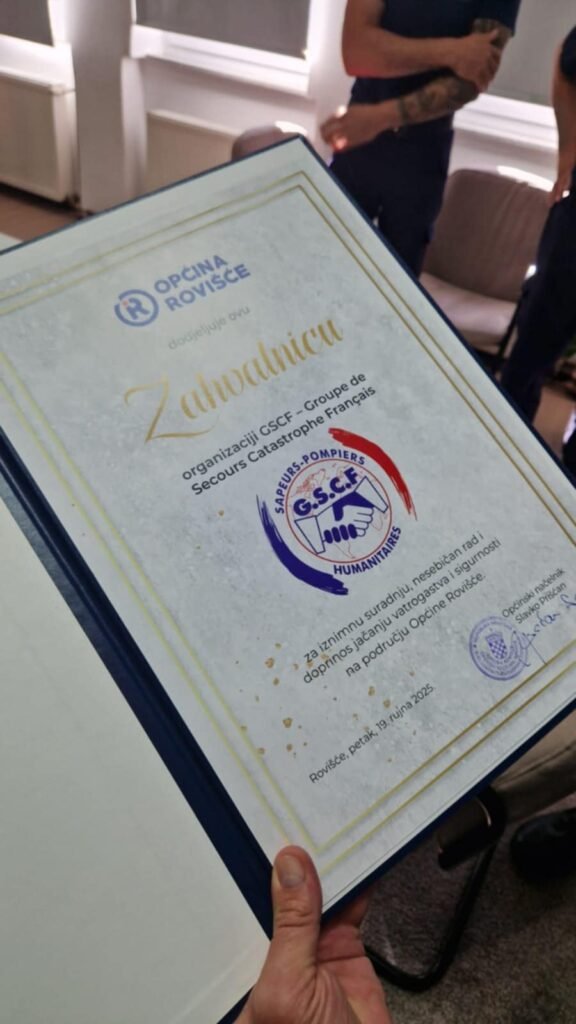 OPĆINA
ROVIŠĆE
dodjeljuje ovu
Zahvalnicu
organizaciji GSCF – Groupe de
Secours Catastrophe Français
SAPEURS-POMPIERS
G.S.C.F
HUMANITAIRES
za iznimnu suradnju, nesebičan rad i
doprinos jačanju vatrogastva i sigurnosti
na području Općine Rovišće.
Općinski načelnik
Slavko Prišćan
Rovišće, petak, 19. rujna 2025.